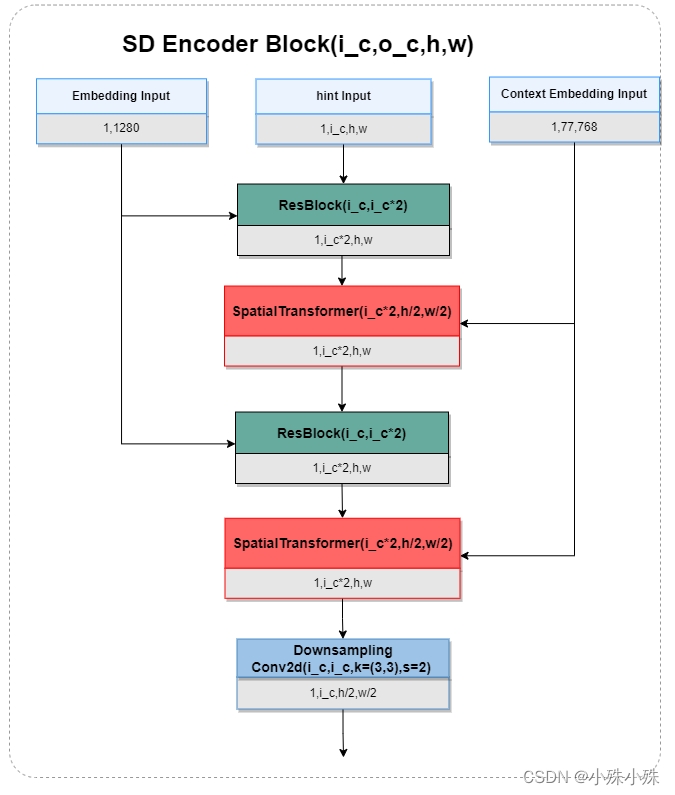 SD Encoder Block(i_c,o_c,h,w)
Embedding Input
1,1280
hint Input
1,i_c,h,w
Context Embedding Input
1,77,768
ResBlock(i_c,i_c*2)
1,i_c*2,h,w
SpatialTransformer(i_c*2,h/2,w/2)
1,i_c*2,h,w
ResBlock(i_c,i_c*2)
1,i_c*2,h,w
SpatialTransformer(i_c*2,h/2,w/2)
1,i_c*2,h,w
Downsampling
Conv2d(i_c,i_c,k=(3,3),s=2)
1,i_c,h/2,w/2
CSDN @小殊小殊